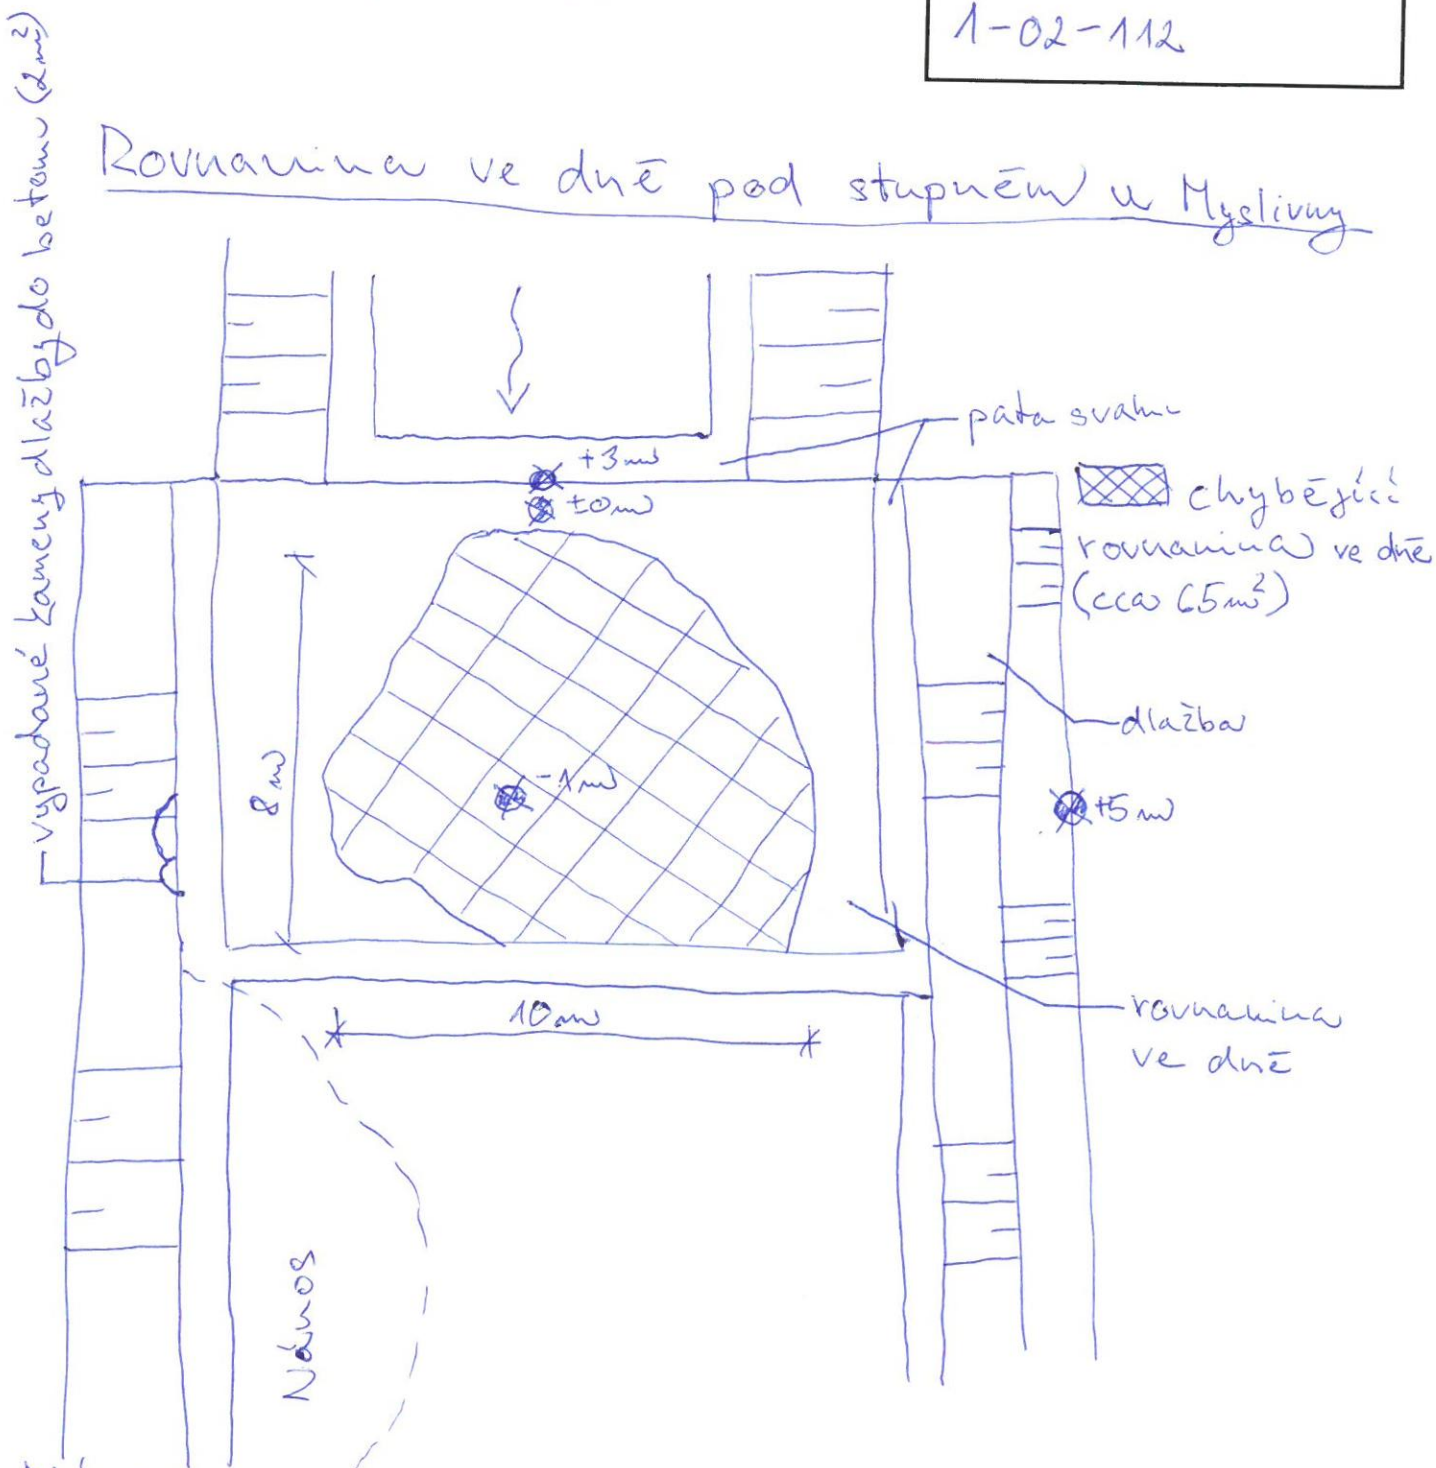 1-02-112
Rovnanina ve dně pod stupněm u Myslivny
vypadané kameny dlažby do betonu (2m²)
pata svahu
+3m
±0m
chybějící
rovnanina ve dně
(cca 65m²)
8m
-1m
dlažba
+5m
10m
rovnanina
ve dně
Nános